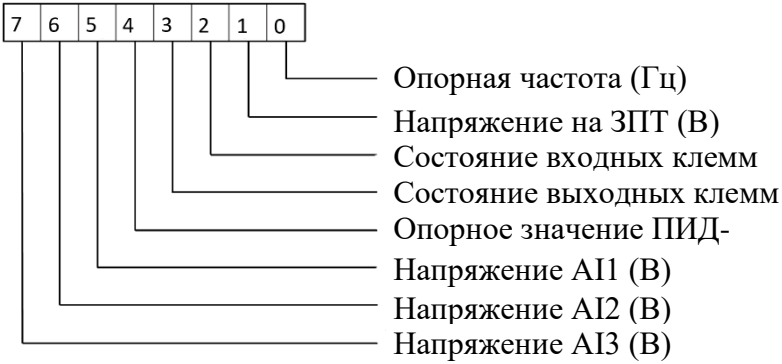 7 6 5 4 3 2 1 0
Опорная частота (Гц)
Напряжение на ЗПТ (В)
Состояние входных клемм
Состояние выходных клемм
Опорное значение ПИД-
Напряжение AI1 (В)
Напряжение AI2 (В)
Напряжение AI3 (В)